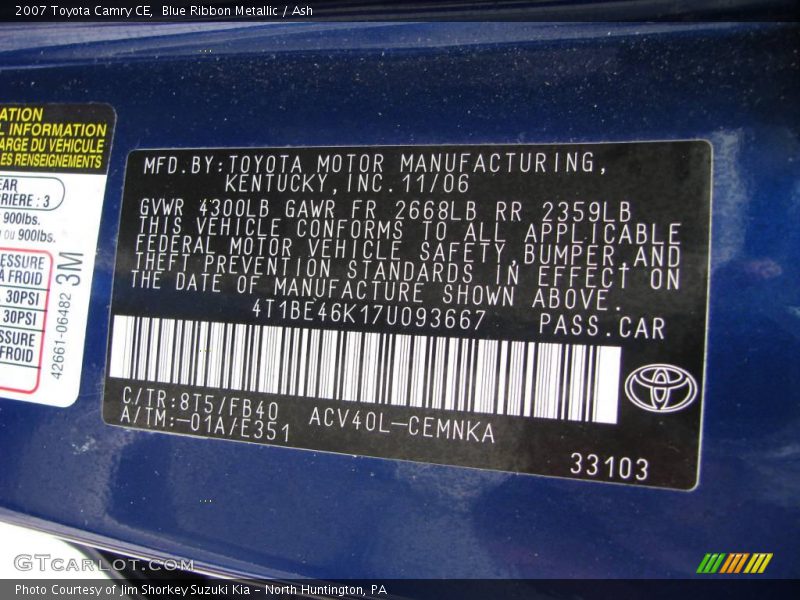 2007 Toyota Camry CE, Blue Ribbon Metallic / Ash
ATION
L INFORMATION
ARGE DU VEHICULE
LES RENSEIGNEMENTS
EAR
RIÈRE : 3
900lbs.
ou 900lbs.
ESSURE
À FROID
30PSI
30PSI
SSURE
FROID
42661-06482 3M
MFD.BY:TOYOTA MOTOR MANUFACTURING,
KENTUCKY,INC.11/06
GVWR 4300LB GAWR FR 2668LB RR 2359LB
THIS VEHICLE CONFORMS TO ALL APPLICABLE
FEDERAL MOTOR VEHICLE SAFETY,BUMPER,AND
THEFT PREVENTION STANDARDS IN EFFECT ON
THE DATE OF MANUFACTURE SHOWN ABOVE.
4T1BE46K17U093667 PASS.CAR
C/TR:8T5/FB40
A/TM:-01A/E351
ACV40L-CEMNKA
33103
GTCARLOT.COM
Photo Courtesy of Jim Shorkey Suzuki Kia - North Huntington, PA